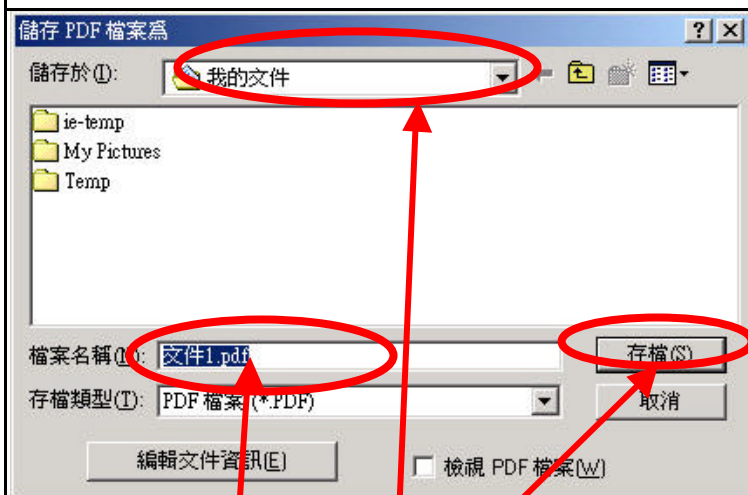 儲存 PDF 檔案為
儲存於(I): 我的文件
ie-temp
My Pictures
Temp
檔案名稱(N): 文件1.pdf 存檔(S)
存檔類型(T): PDF 檔案 (*.PDF) 取消
編輯文件資訊(E) 檢視 PDF 檔案(W)